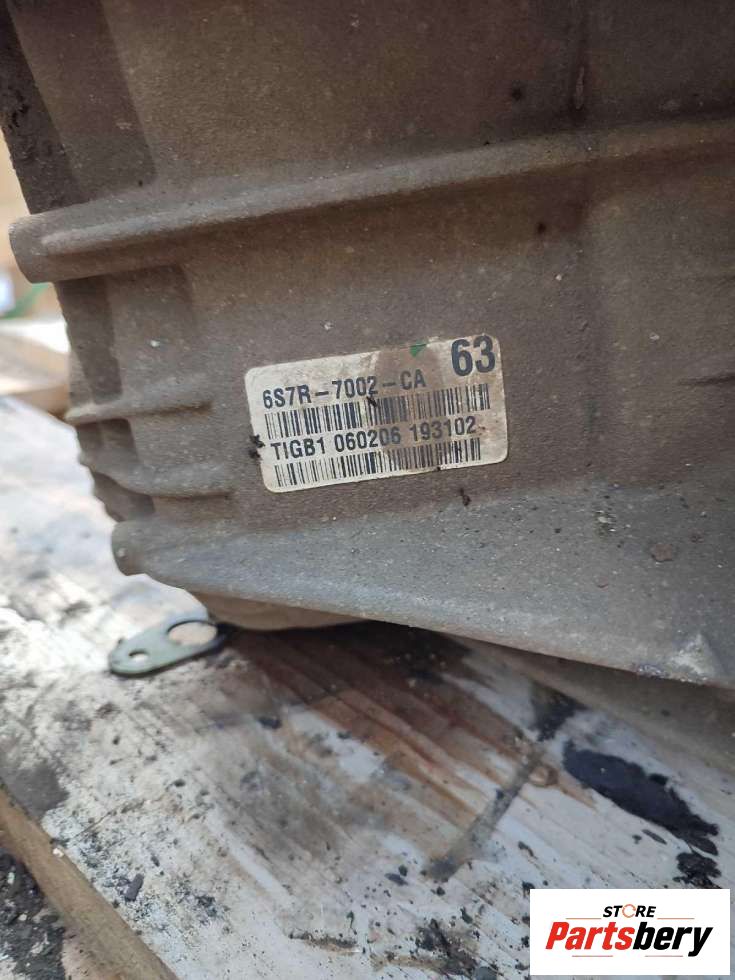 63
6S7R-7002-CA
TIGB1 060206 193102
STORE
Partsbery